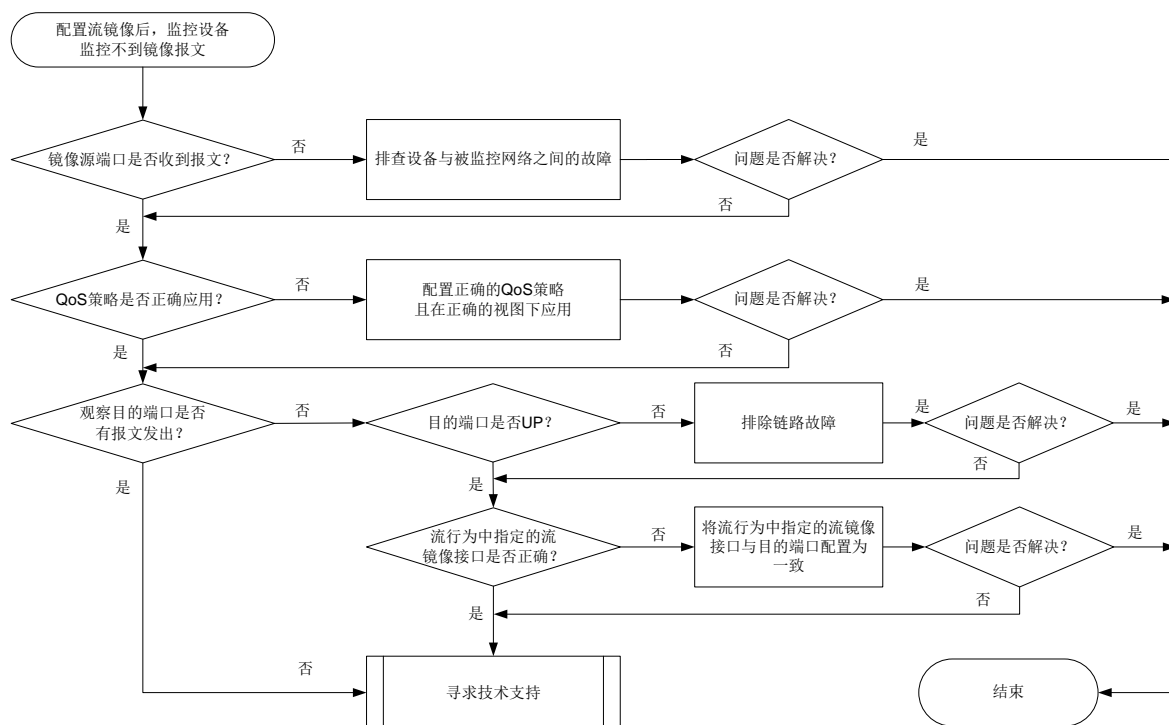 配置流镜像后，监控设备
监控不到镜像报文
镜像源端口是否收到报文？
否
排查设备与被监控网络之间的故障
问题是否解决？
是
否
是
QoS策略是否正确应用？
否
配置正确的QoS策略
且在正确的视图下应用
问题是否解决？
是
否
是
观察目的端口是否
有报文发出？
否
目的端口是否UP？
否
排除链路故障
是
问题是否解决？
是
否
是
是
流行为中指定的流
镜像接口是否正确？
否
将流行为中指定的流镜像
接口与目的端口配置为
一致
问题是否解决？
是
否
是
否
寻求技术支持
结束